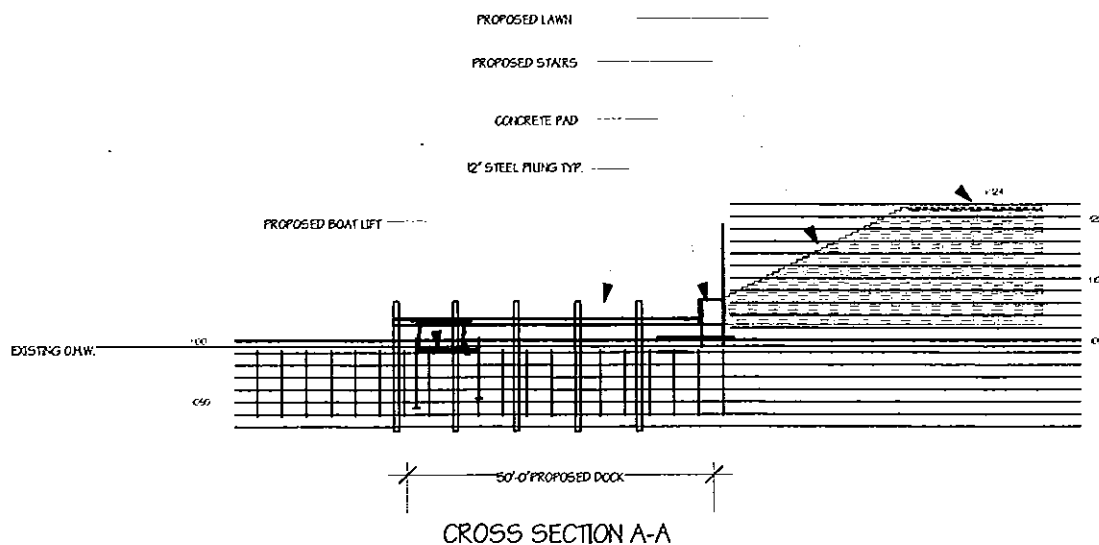 PROPOSED LAWN
PROPOSED STAIRS
CONCRETE PAD
12" STEEL PILING TYP.
PROPOSED BOAT LIFT
EXISTING O.H.W.
50'-0" PROPOSED DOCK
CROSS SECTION A-A